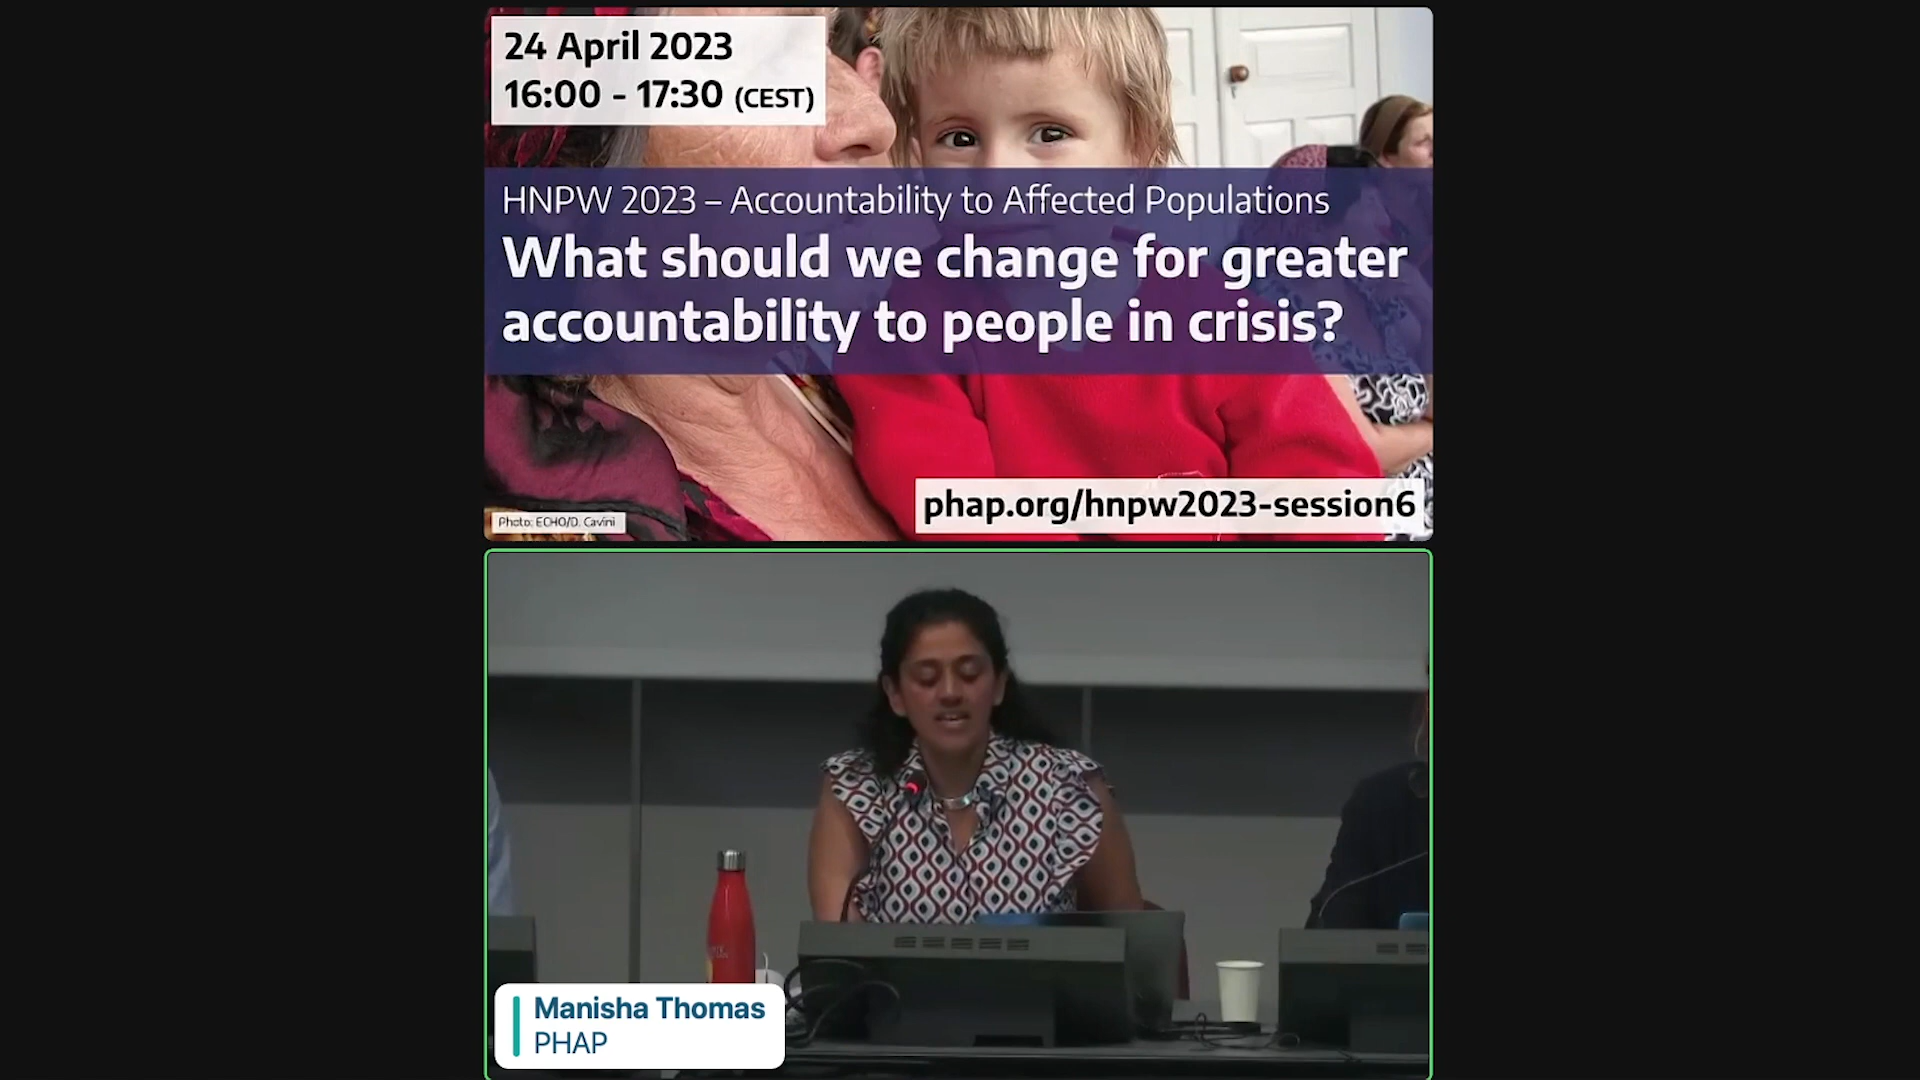 24 April 2023
16:00 - 17:30 (CEST)
HNPW 2023 – Accountability to Affected Populations
What should we change for greater
accountability to people in crisis?
phap.org/hnpw2023-session6
Photo: ECHO/D. Cavini
Manisha Thomas
PHAP